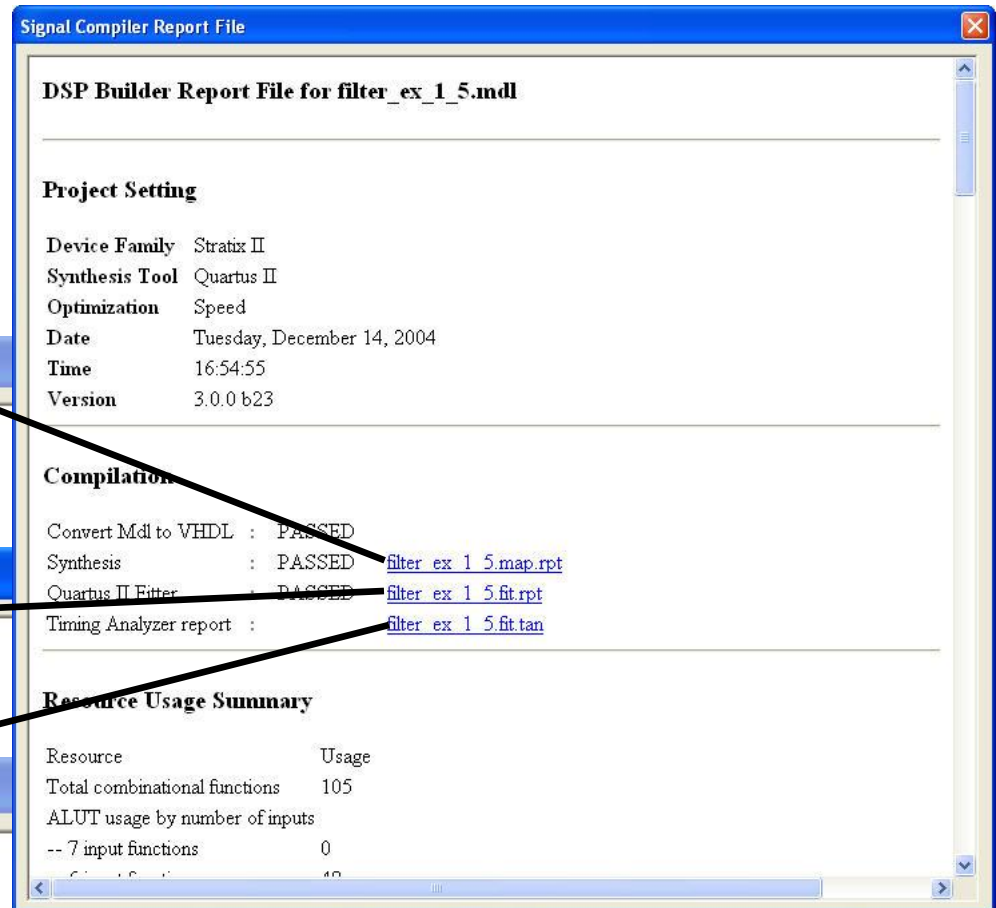 Signal Compiler Report File
DSP Builder Report File for filter_ex_1_5.mdl
Project Setting
Device Family Stratix II
Synthesis Tool Quartus II
Optimization Speed
Date Tuesday, December 14, 2004
Time 16:54:55
Version 3.0.0 b23
Compilation
Convert Mdl to VHDL : PASSED
Synthesis : PASSED filter_ex_1_5.map.rpt
Quartus II Fitter : PASSED filter_ex_1_5.fit.rpt
Timing Analyzer report : filter_ex_1_5.fit.tan
Resource Usage Summary
Resource Usage
Total combinational functions 105
ALUT usage by number of inputs
-- 7 input functions 0